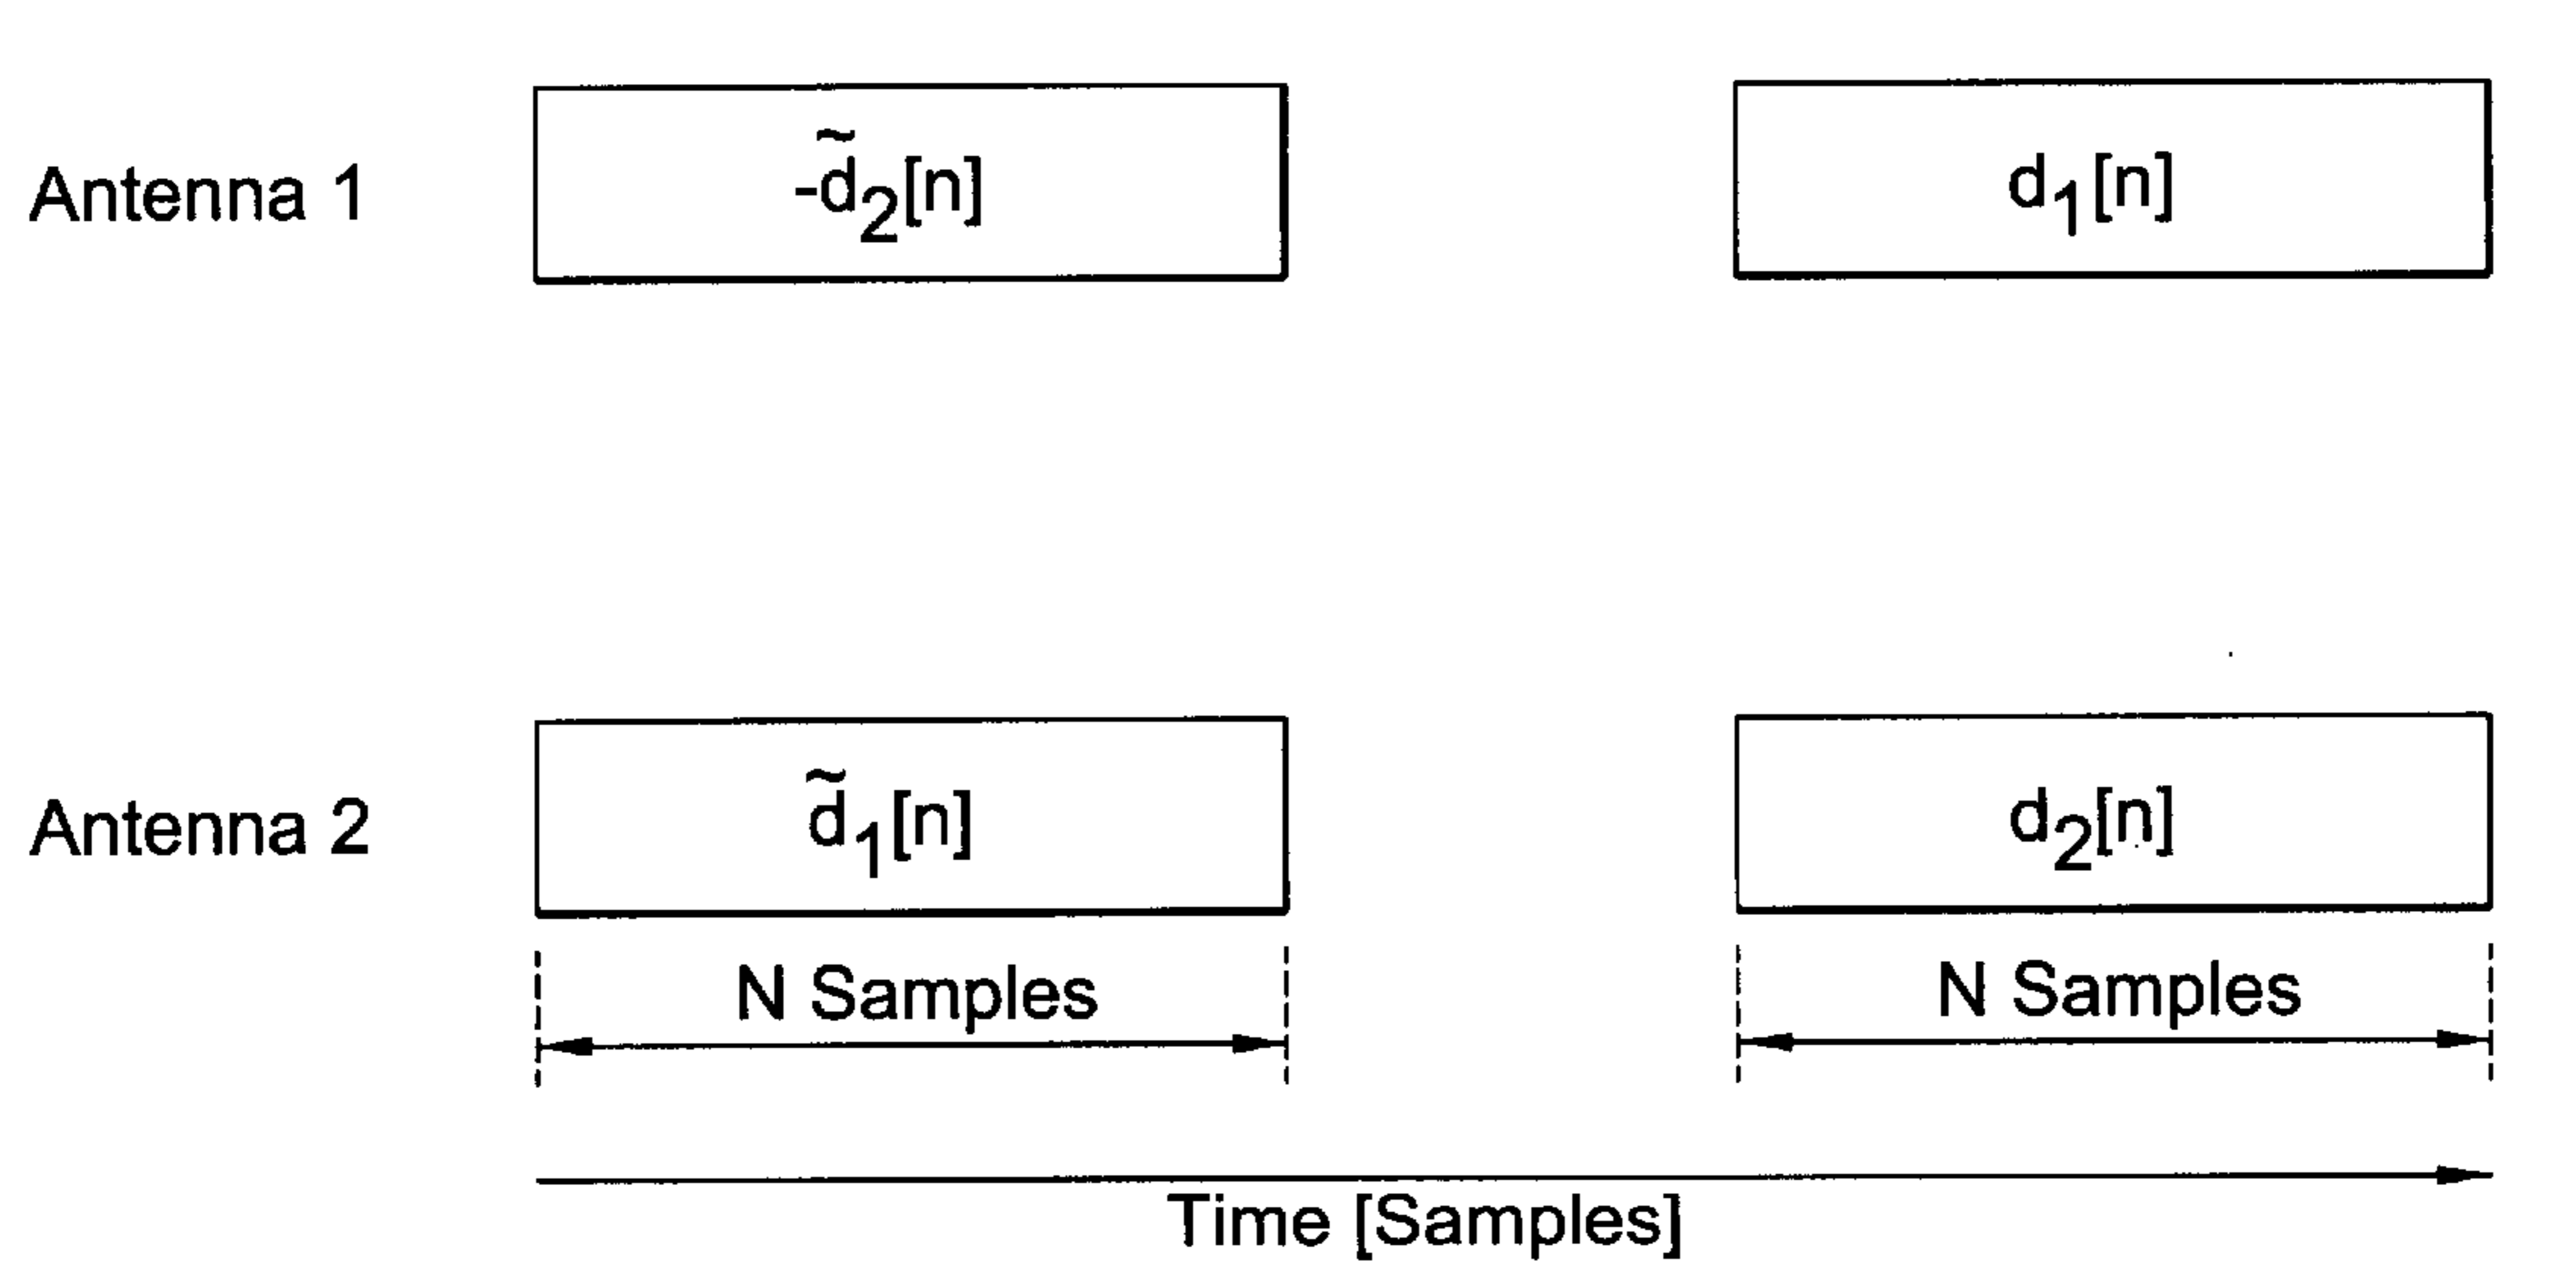 Antenna 1
-d̃₂[n]
d₁[n]
Antenna 2
d̃₁[n]
d₂[n]
N Samples
N Samples
Time [Samples]